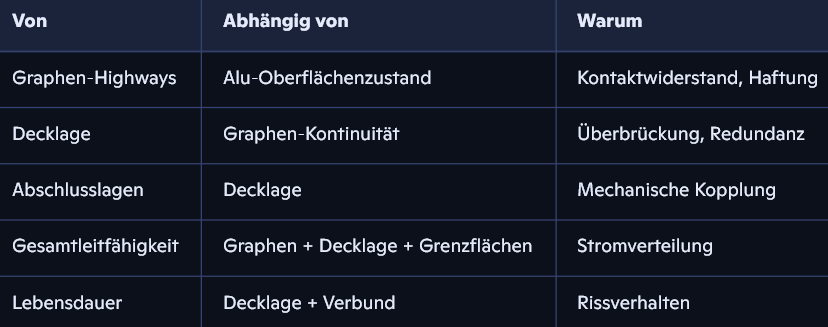 Von Abhängig von Warum
Graphen-Highways Alu-Oberflächenzustand Kontaktwiderstand, Haftung
Decklage Graphen-Kontinuität Überbrückung, Redundanz
Abschlusslagen Decklage Mechanische Kopplung
Gesamtleitfähigkeit Graphen + Decklage + Grenzflächen Stromverteilung
Lebensdauer Decklage + Verbund Rissverhalten